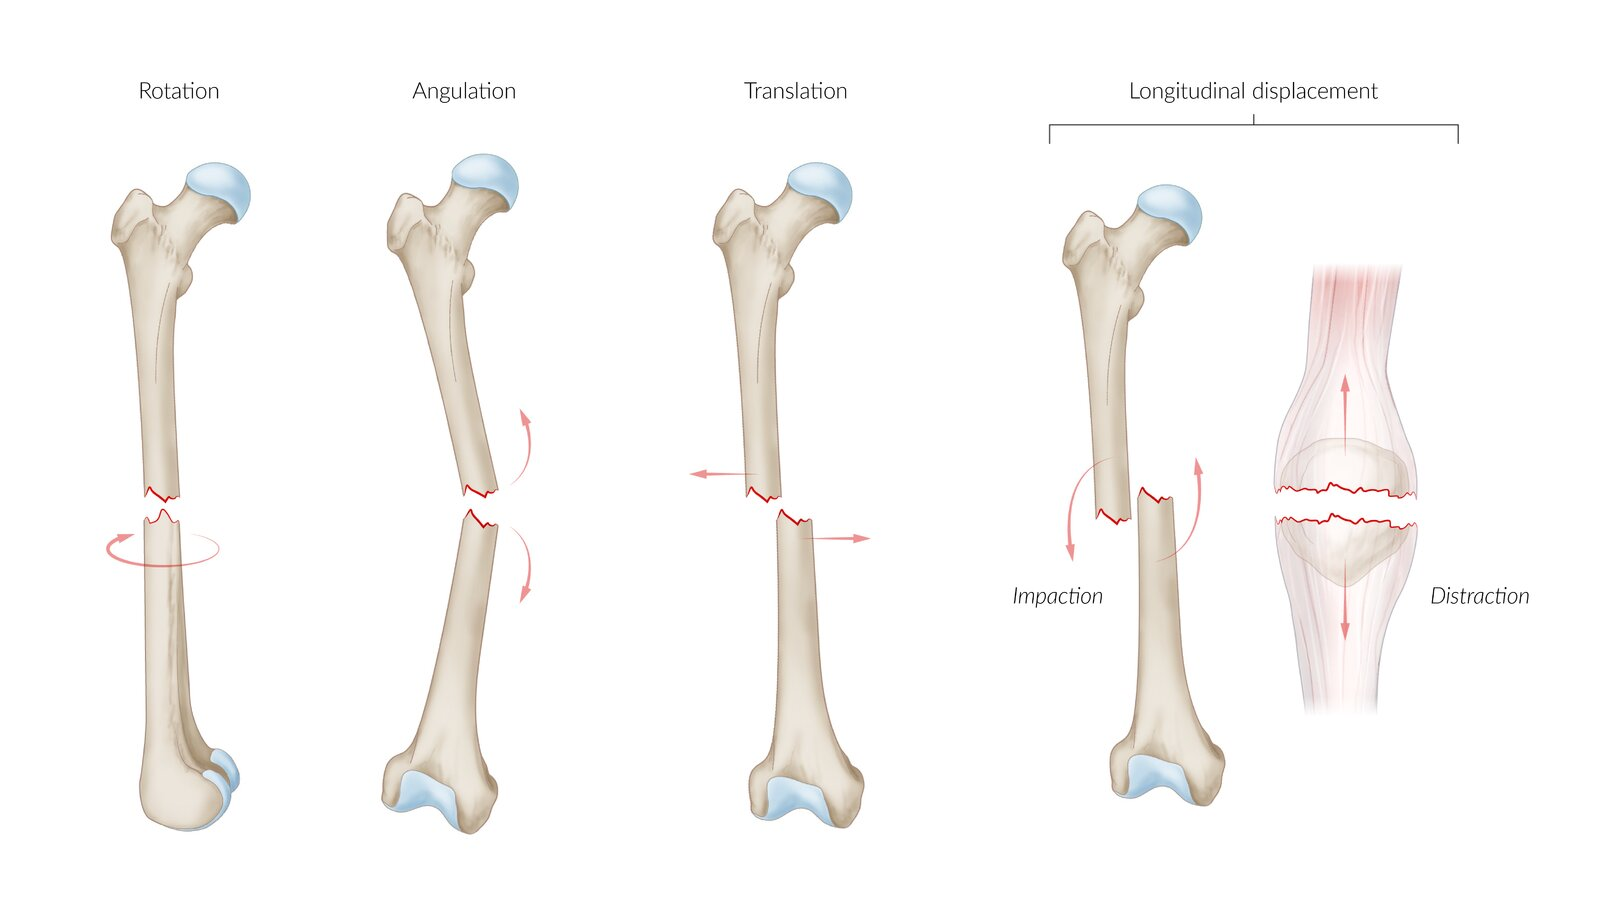 Rotation
Angulation
Translation
Longitudinal displacement
Impaction
Distraction